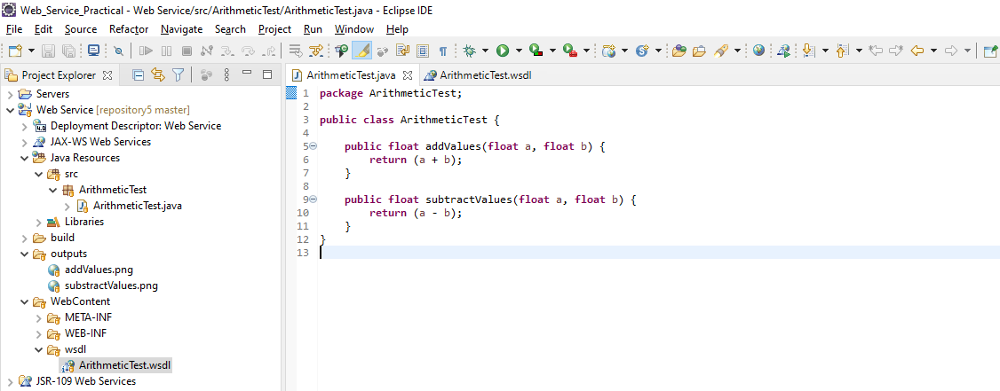 Web_Service_Practical - Web Service/src/ArithmeticTest/ArithmeticTest.java - Eclipse IDE
File Edit Source Refactor Navigate Search Project Run Window Help
Project Explorer
Servers
Web Service [repository5 master]
Deployment Descriptor: Web Service
JAX-WS Web Services
Java Resources
src
ArithmeticTest
ArithmeticTest.java
Libraries
build
outputs
addValues.png
substractValues.png
WebContent
META-INF
WEB-INF
wsdl
ArithmeticTest.wsdl
JSR-109 Web Services
ArithmeticTest.java ArithmeticTest.wsdl
1 package ArithmeticTest;
2
3 public class ArithmeticTest {
4
5 public float addValues(float a, float b) {
6 return (a + b);
7 }
8
9 public float subtractValues(float a, float b) {
10 return (a - b);
11 }
12 }
13